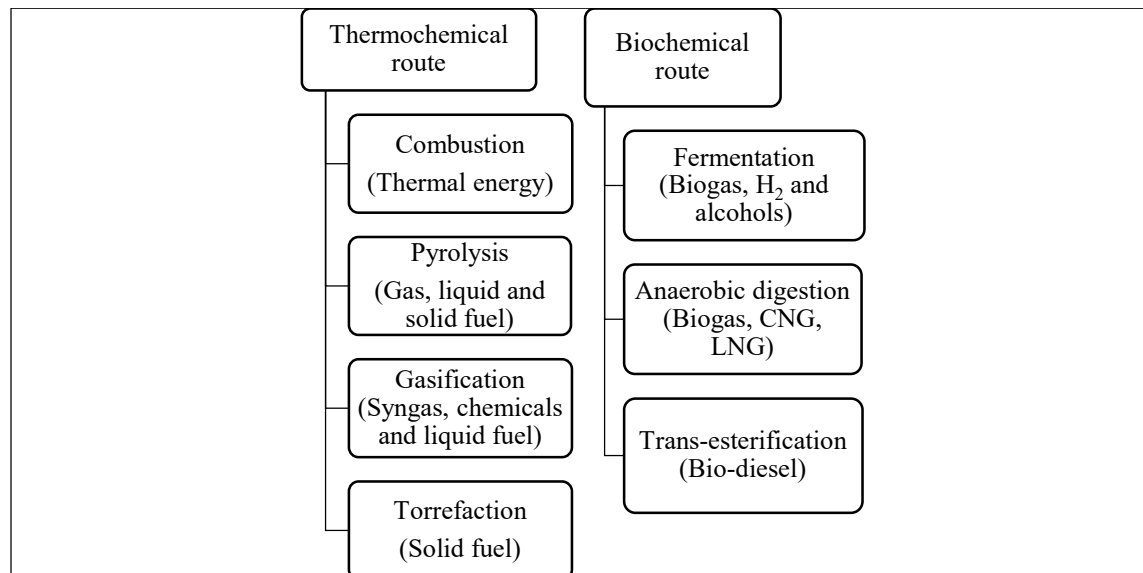 Thermochemical
route
Combustion
(Thermal energy)
Pyrolysis
(Gas, liquid and
solid fuel)
Gasification
(Syngas, chemicals
and liquid fuel)
Torrefaction
(Solid fuel)
Biochemical
route
Fermentation
(Biogas, H₂ and
alcohols)
Anaerobic digestion
(Biogas, CNG,
LNG)
Trans-esterification
(Bio-diesel)